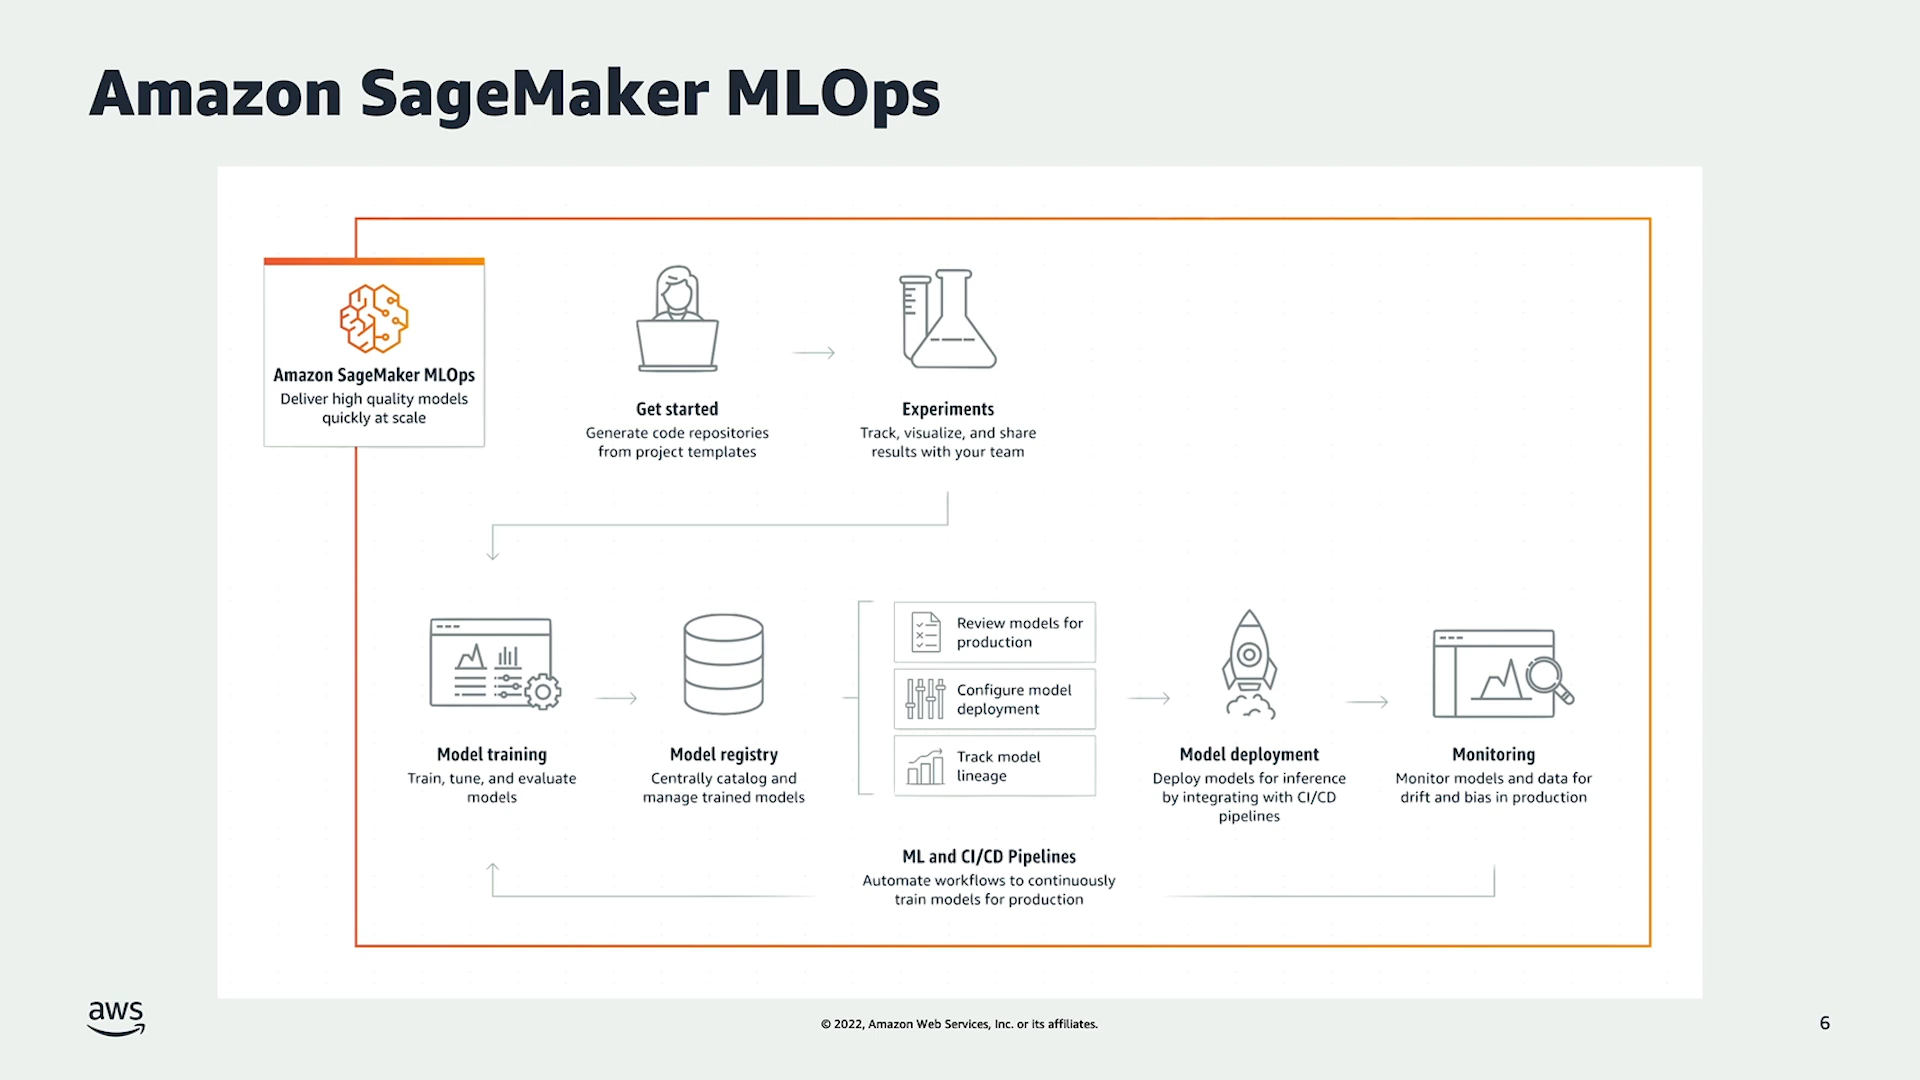 Amazon SageMaker MLOps
Amazon SageMaker MLOps
Deliver high quality models
quickly at scale
Get started
Generate code repositories
from project templates
Experiments
Track, visualize, and share
results with your team
Model training
Train, tune, and evaluate
models
Model registry
Centrally catalog and
manage trained models
Review models for
production
Configure model
deployment
Track model
lineage
Model deployment
Deploy models for inference
by integrating with CI/CD
pipelines
Monitoring
Monitor models and data for
drift and bias in production
ML and CI/CD Pipelines
Automate workflows to continuously
train models for production
aws
© 2022, Amazon Web Services, Inc. or its affiliates.
6